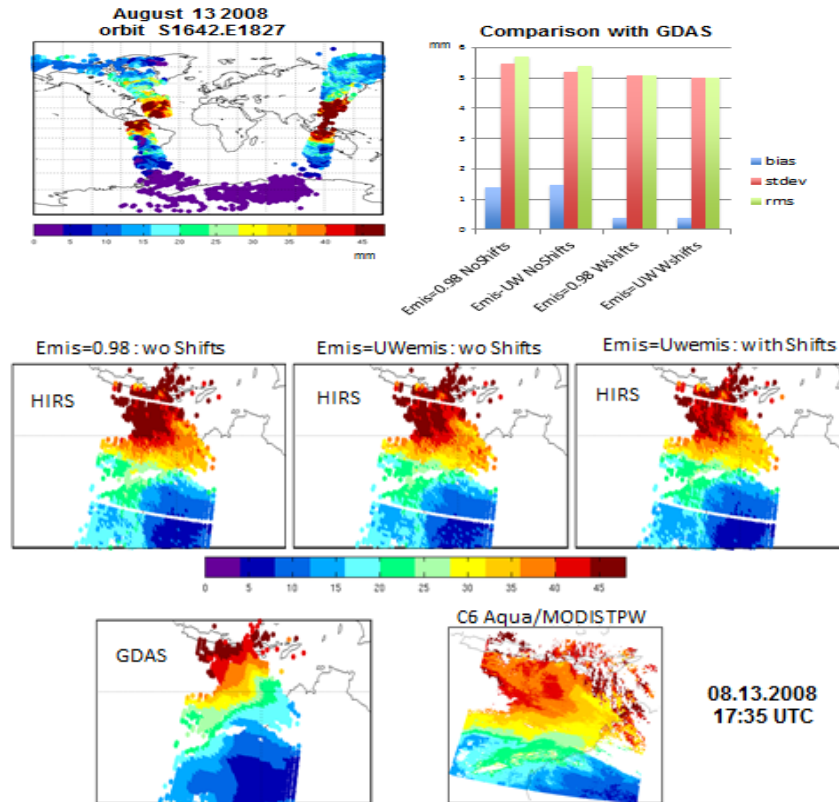 August 13 2008
orbit S1642.E1827
0 5 10 15 20 25 30 35 40 45
mm
Comparison with GDAS
mm
6
5
4
3
2
1
0
bias
stdev
rms
Emis=0.98 NoShifts
Emis-UW NoShifts
Emis=0.98 Wshifts
Emis=UW Wshifts
Emis=0.98 : wo Shifts
Emis=UWemis: wo Shifts
Emis=Uwemis: with Shifts
HIRS
HIRS
HIRS
0 5 10 15 20 25 30 35 40 45
C6 Aqua/MODISTPW
GDAS
08.13.2008
17:35 UTC